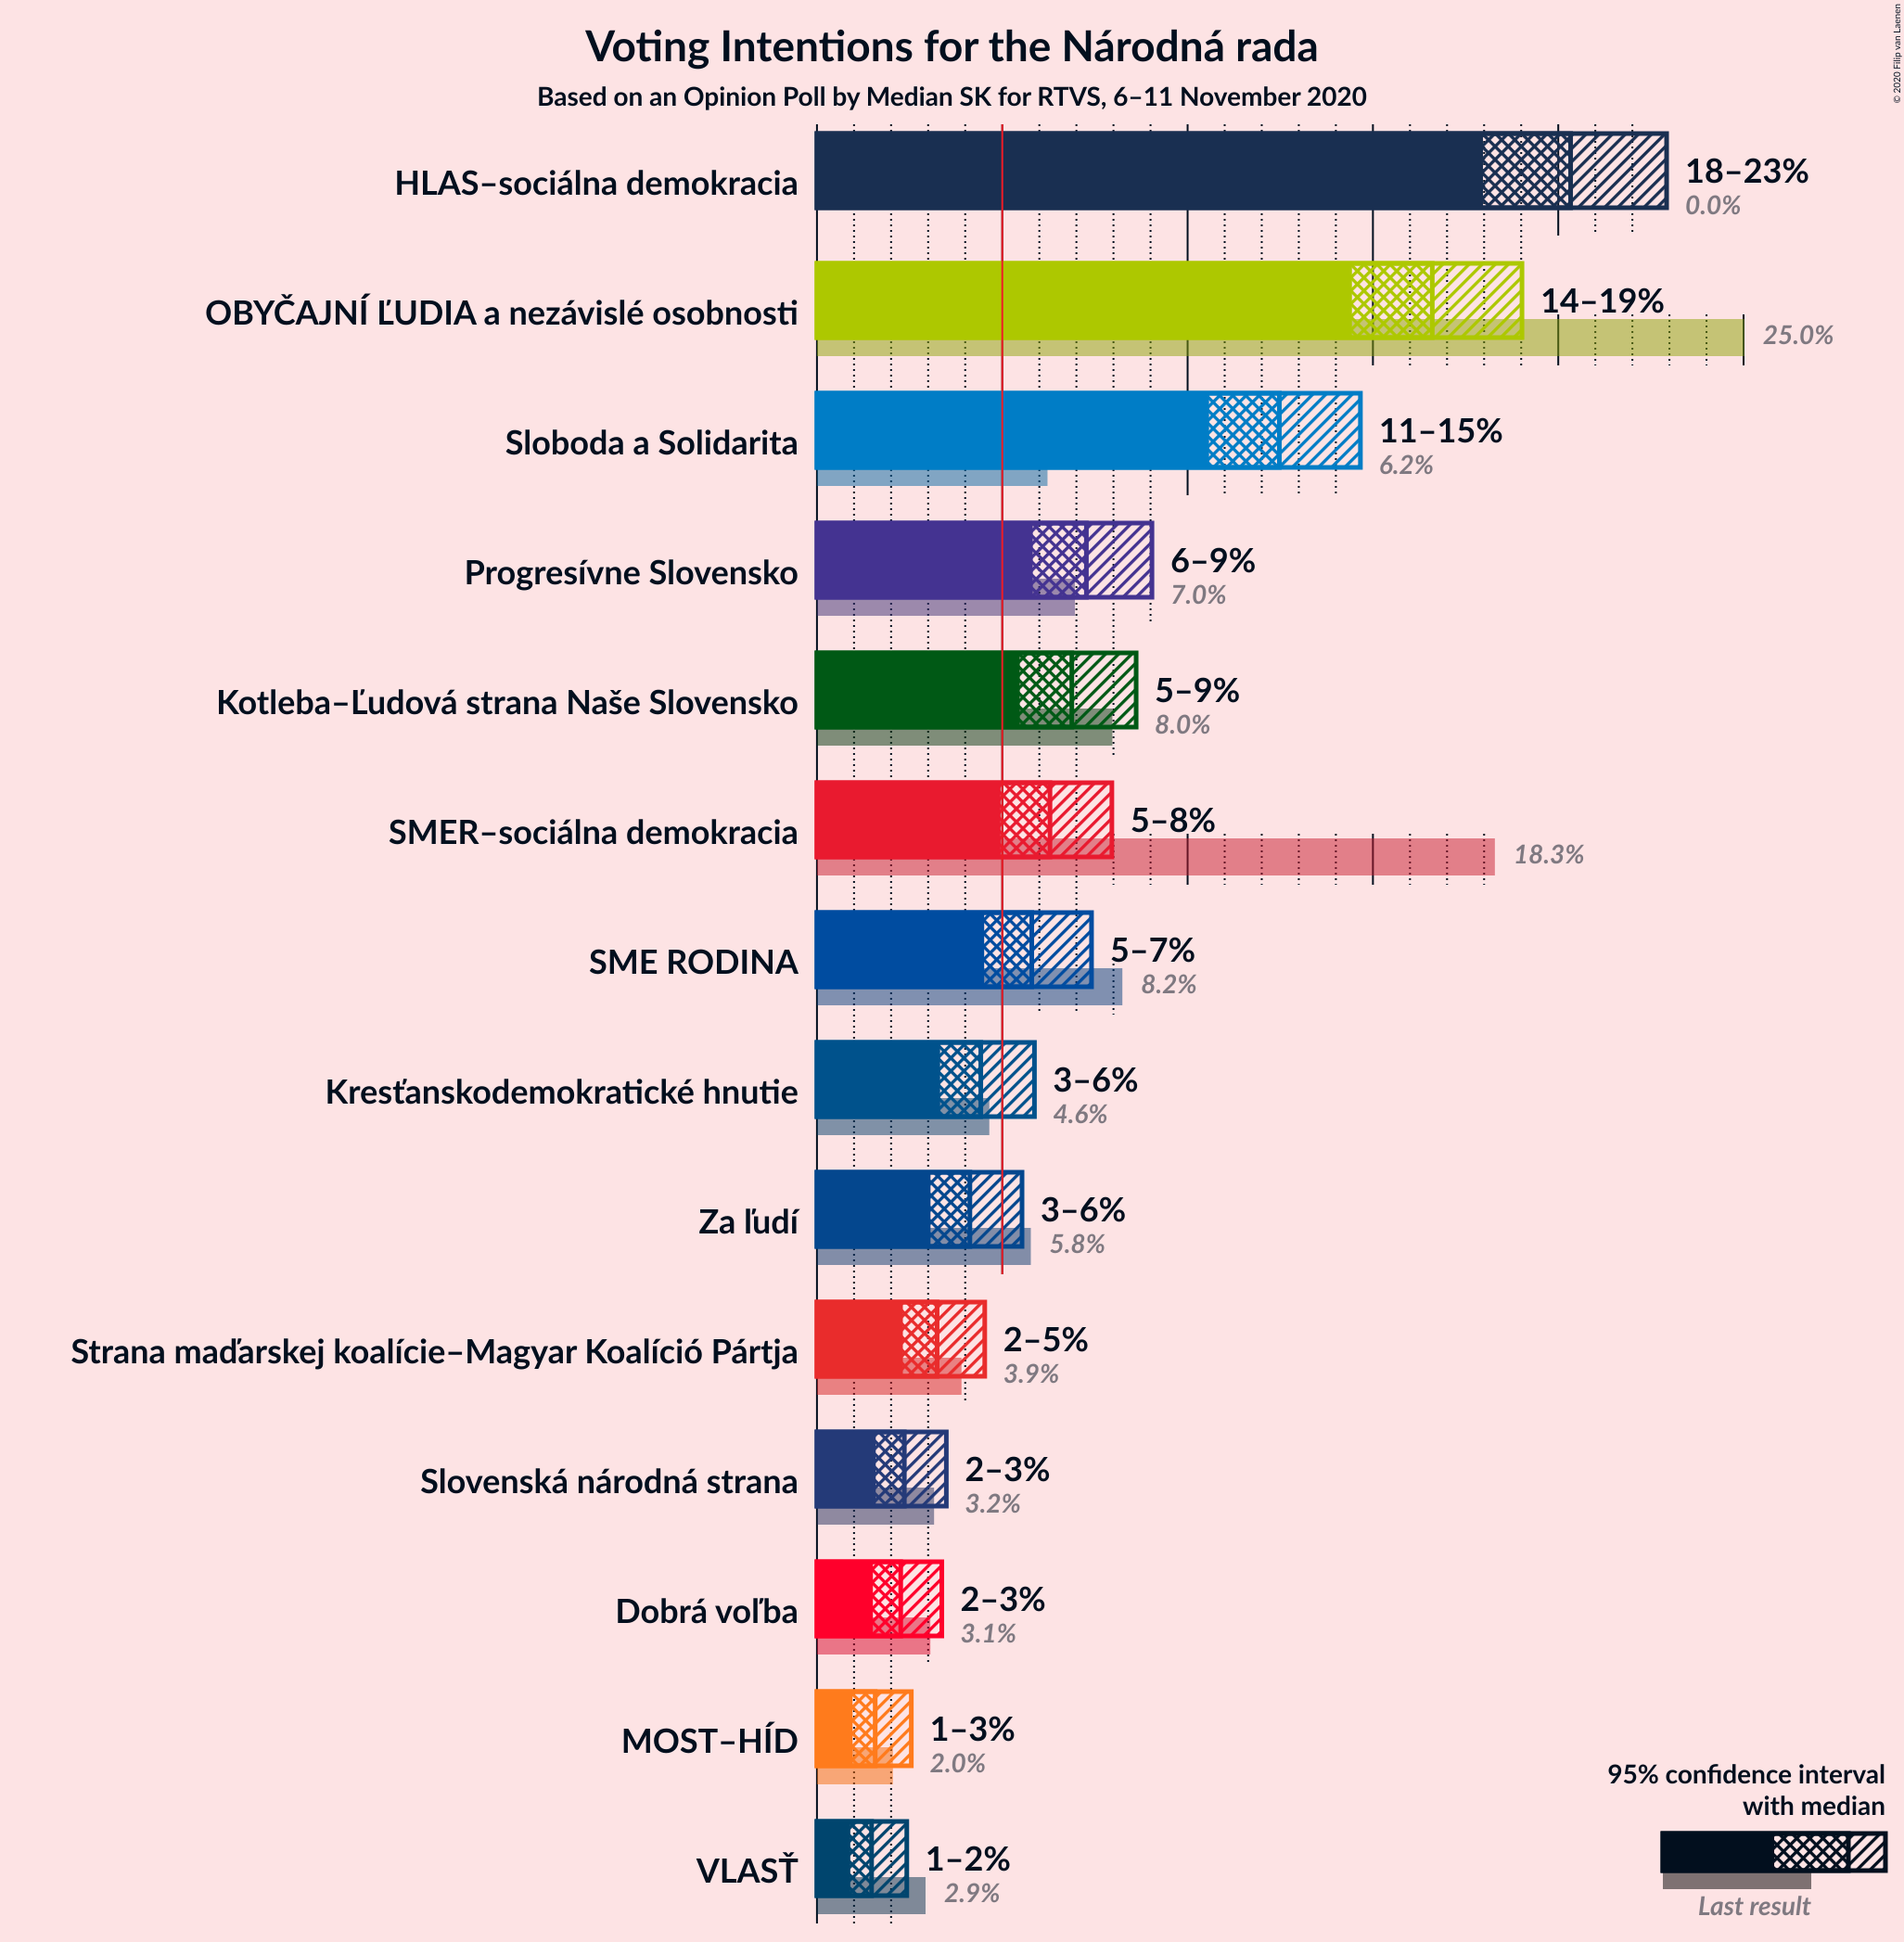 Voting Intentions for the Národná rada
Based on an Opinion Poll by Median SK for RTVS, 6–11 November 2020
© 2020 Filip van Laenen
HLAS–sociálna demokracia
18–23%
0.0%
OBYČAJNÍ ĽUDIA a nezávislé osobnosti
14–19%
25.0%
Sloboda a Solidarita
11–15%
6.2%
Progresívne Slovensko
6–9%
7.0%
Kotleba–Ľudová strana Naše Slovensko
5–9%
8.0%
SMER–sociálna demokracia
5–8%
18.3%
SME RODINA
5–7%
8.2%
Kresťanskodemokratické hnutie
3–6%
4.6%
Za ľudí
3–6%
5.8%
Strana maďarskej koalície–Magyar Koalíció Pártja
2–5%
3.9%
Slovenská národná strana
2–3%
3.2%
Dobrá voľba
2–3%
3.1%
MOST–HÍD
1–3%
2.0%
VLASŤ
1–2%
2.9%
95% confidence interval
with median
Last result